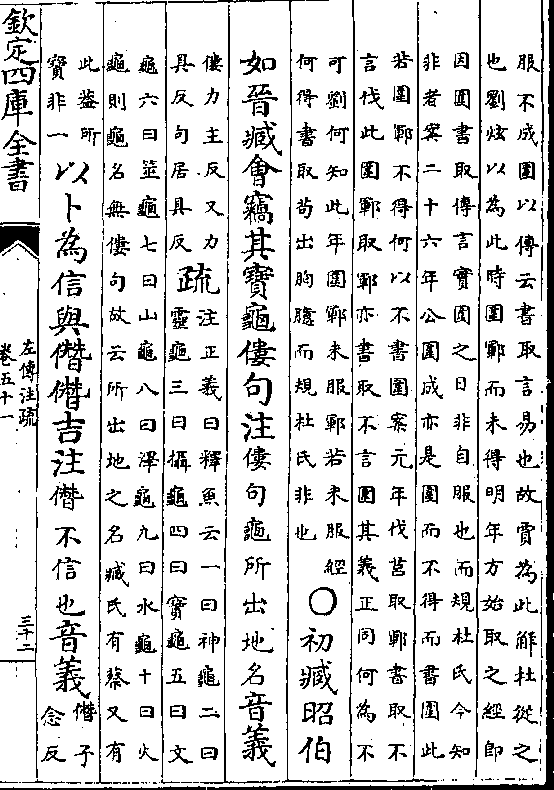 服不成圍以傳云書取言易也故賈為此解杜從之
也劉炫以為此時圍鄆而未得明年方始取之經即
因圍書取傳言實圍之日非自服也而規杜氏今知
非者案二十六年公圍成亦是圍而不得而書圍此
若圍鄆不得何以不書圍案元年伐莒取鄆書取不
言伐此圍鄆取鄆亦書取不言圍其義正同何為不
可劉何知此年圍鄆未服鄆若未服經
何得書取苟出胸臆而規杜氏非也
○初臧昭伯
如晉臧會竊其寶龜僂句注僂句龜所出地名音義
僂力主反又力
具反句居具反
疏
注正義曰釋魚云一曰神龜二曰
靈龜三曰攝龜四曰寶龜五曰文
龜六曰筮龜七曰山龜八曰澤龜九曰水龜十曰火
龜則龜名無僂句故云所出地之名臧氏有蔡又有
此蓋所
寶非一
以卜為信與僭僭吉注僭不信也音義
僭子
念反
欽定四庫全書
左傳注疏
卷五十一
三十二